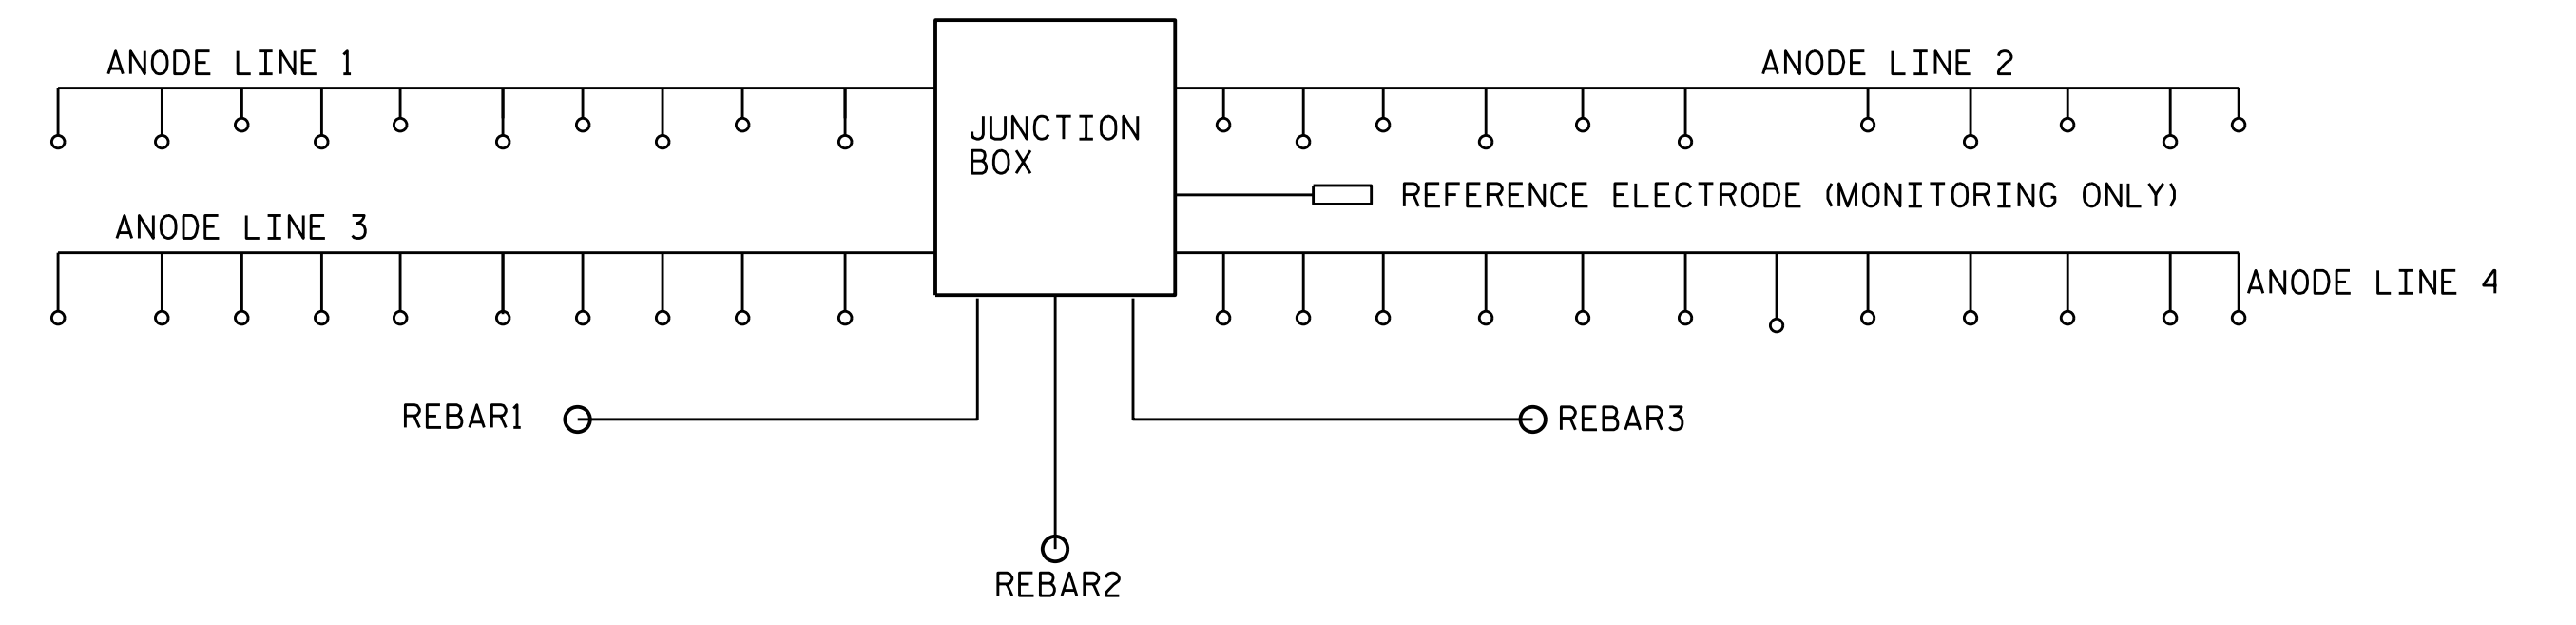 ANODE LINE 1
ANODE LINE 2
JUNCTION
BOX
REFERENCE ELECTRODE (MONITORING ONLY)
ANODE LINE 3
ANODE LINE 4
REBAR1
REBAR3
REBAR2